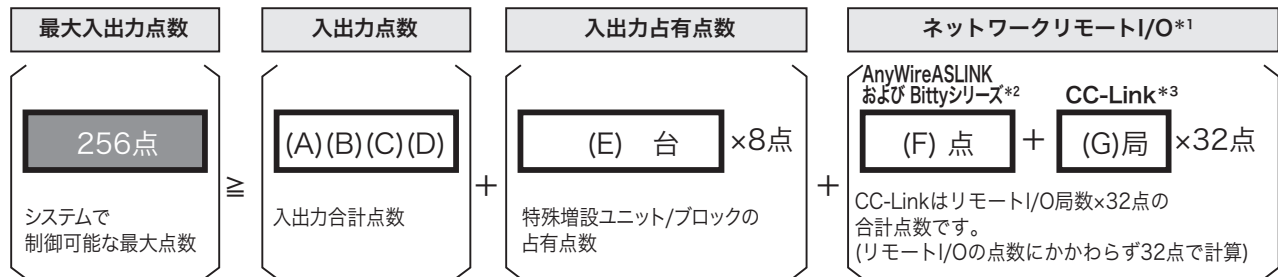 最大入出力点数
256点
システムで
制御可能な最大点数
≧
入出力点数
(A)(B)(C)(D)
入出力合計点数
+
入出力占有点数
(E) 台 ×8点
特殊増設ユニット/ブロックの
占有点数
+
ネットワークリモートI/O*1
AnyWireASLINK
および Bittyシリーズ*2
(F) 点
+
CC-Link*3
(G)局 ×32点
CC-LinkはリモートI/O局数×32点の
合計点数です。
(リモートI/Oの点数にかかわらず32点で計算)